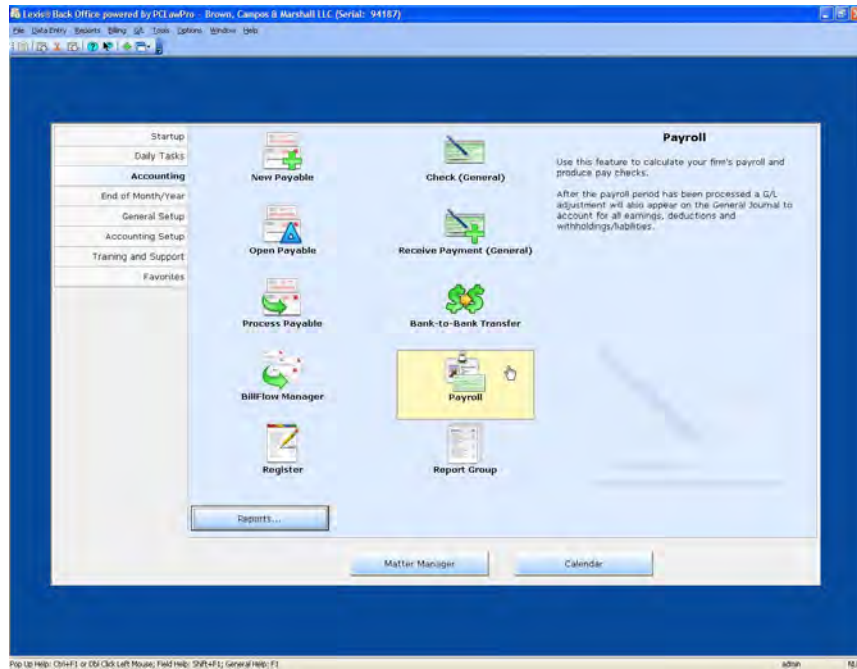 Lexis® Back Office powered by PCLawPro - Brown, Campos & Marshall LLC (Serial: 94187)
File Data Entry Reports Billing G/L Tools Options Window Help
Startup
Daily Tasks
Accounting
End of Month/Year
General Setup
Accounting Setup
Training and Support
Favorites
New Payable
Check (General)
Open Payable
Receive Payment (General)
Process Payable
Bank-to-Bank Transfer
BillFlow Manager
Payroll
Register
Report Group
Reports...
Payroll
Use this feature to calculate your firm's payroll and
produce pay checks.
After the payroll period has been processed a G/L
adjustment will also appear on the General Journal to
account for all earnings, deductions and
withholdings/liabilities.
Matter Manager
Calendar
Pop Up Help: Ctrl+F1 or Dbl Click Left Mouse; Field Help: Shift+F1; General Help: F1
admin